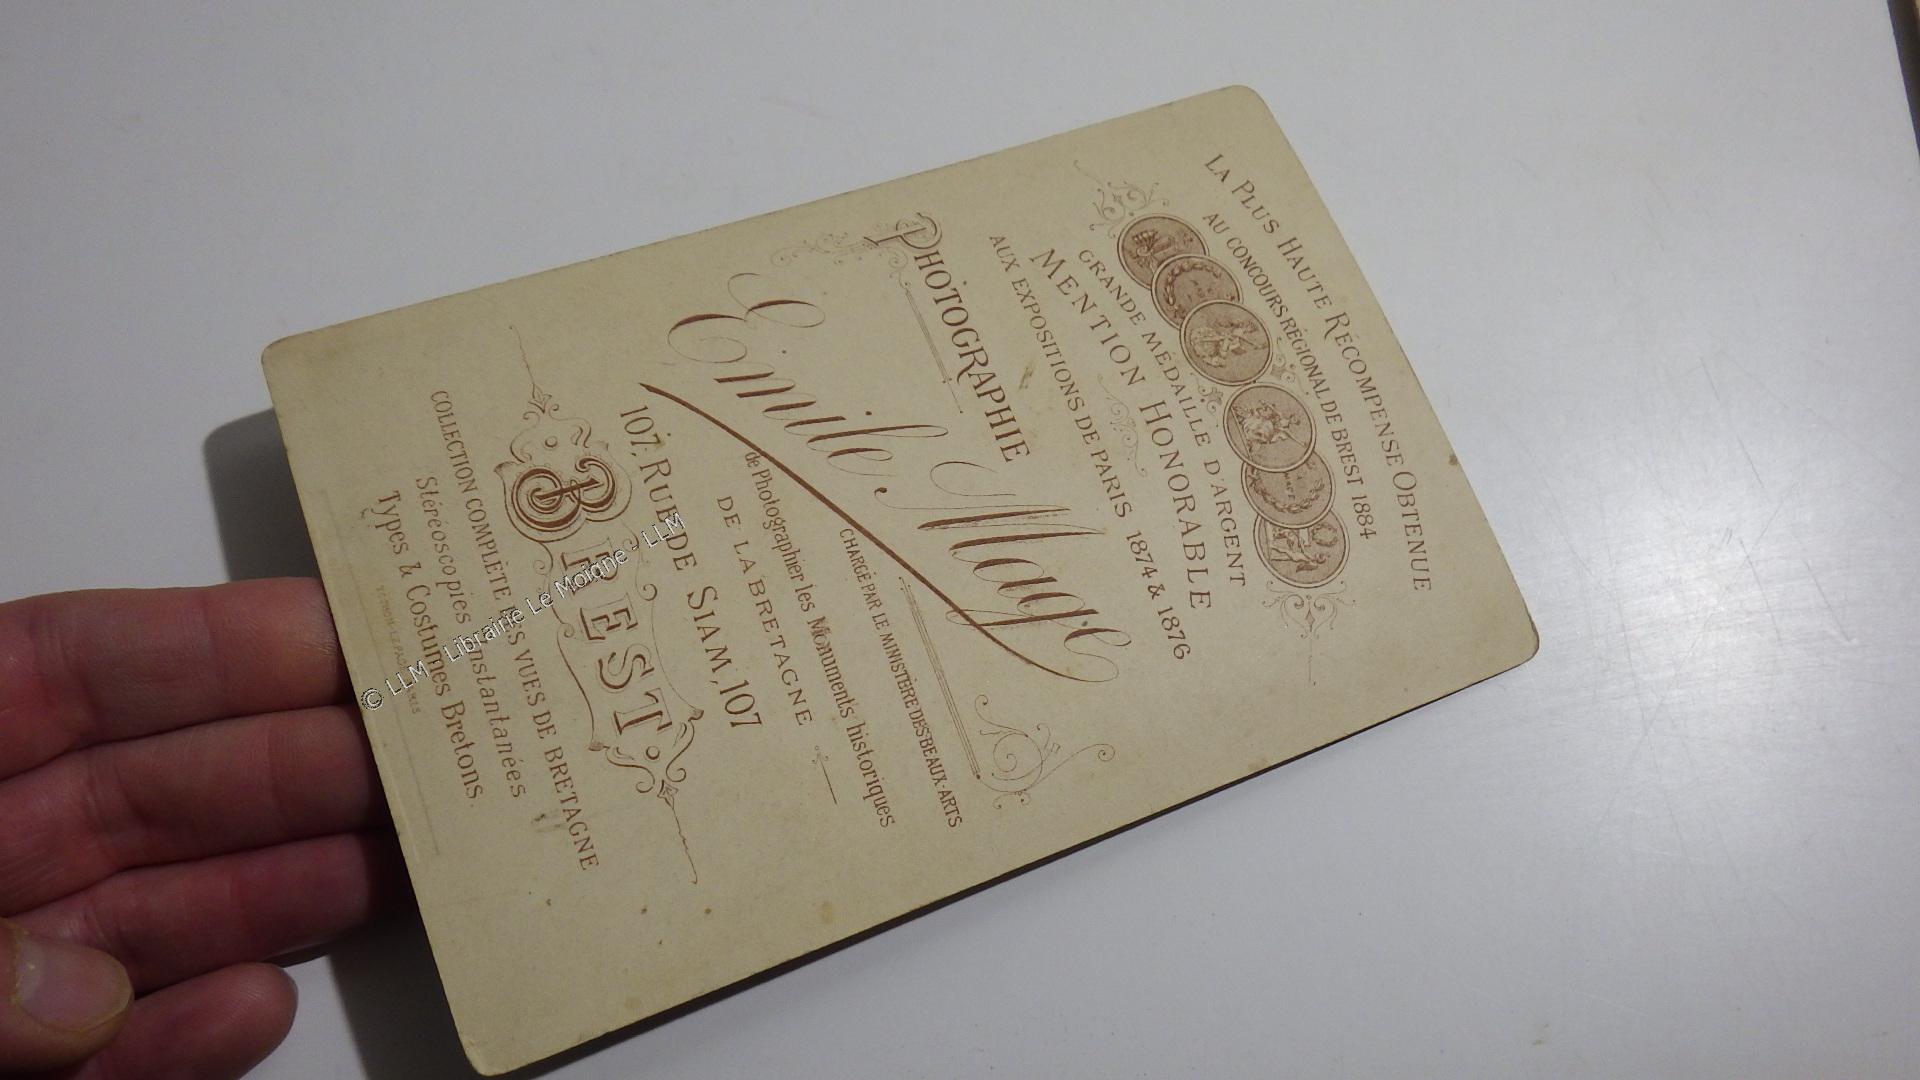 LA PLUS HAUTE RÉCOMPENSE OBTENUE
AU CONCOURS RÉGIONAL DE BREST 1884
GRANDE MÉDAILLE D'ARGENT
MENTION HONORABLE
AUX EXPOSITIONS DE PARIS 1874 & 1876
PHOTOGRAPHIE
Emile Mage
CHARGÉ PAR LE MINISTÈRE DES BEAUX-ARTS
de Photographier les Monuments historiques
DE LA BRETAGNE
107, RUE DE SIAM, 107
BREST
COLLECTION COMPLÈTE DES VUES DE BRETAGNE
Stéréoscopies instantanées
Types & Costumes Bretons.
© LLM - Librairie Le Moiane - LLM